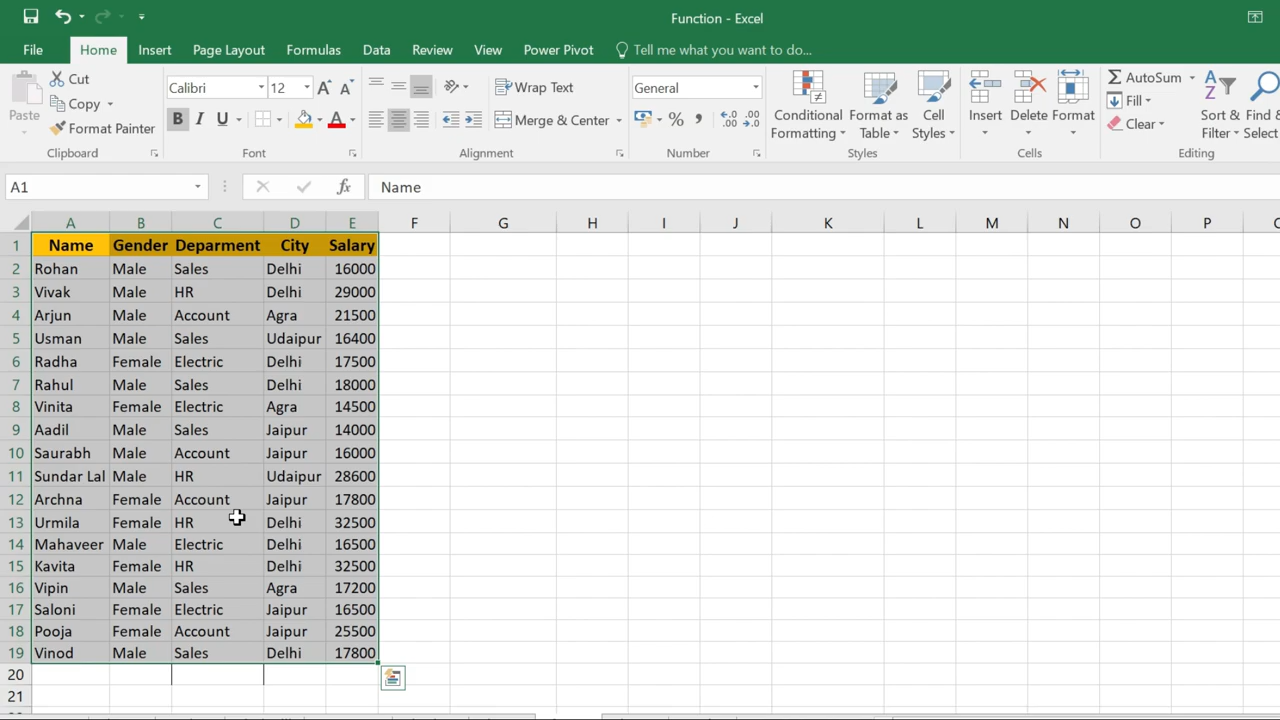 Function - Excel
File Home Insert Page Layout Formulas Data Review View Power Pivot Tell me what you want to do...
Cut
Copy
Format Painter
Paste
Clipboard
Calibri 12
B I U
Font
Wrap Text
Merge & Center
Alignment
General
% ,
Number
Conditional Formatting
Format as Table
Cell Styles
Styles
Insert Delete Format
Cells
AutoSum
Fill
Clear
Sort &
Filter
Find &
Select
Editing
A1 fx Name
A B C D E F G H I J K L M N O P
1 Name Gender Deparment City Salary
2 Rohan Male Sales Delhi 16000
3 Vivak Male HR Delhi 29000
4 Arjun Male Account Agra 21500
5 Usman Male Sales Udaipur 16400
6 Radha Female Electric Delhi 17500
7 Rahul Male Sales Delhi 18000
8 Vinita Female Electric Agra 14500
9 Aadil Male Sales Jaipur 14000
10 Saurabh Male Account Jaipur 16000
11 Sundar Lal Male HR Udaipur 28600
12 Archna Female Account Jaipur 17800
13 Urmila Female HR Delhi 32500
14 Mahaveer Male Electric Delhi 16500
15 Kavita Female HR Delhi 32500
16 Vipin Male Sales Agra 17200
17 Saloni Female Electric Jaipur 16500
18 Pooja Female Account Jaipur 25500
19 Vinod Male Sales Delhi 17800
20
21